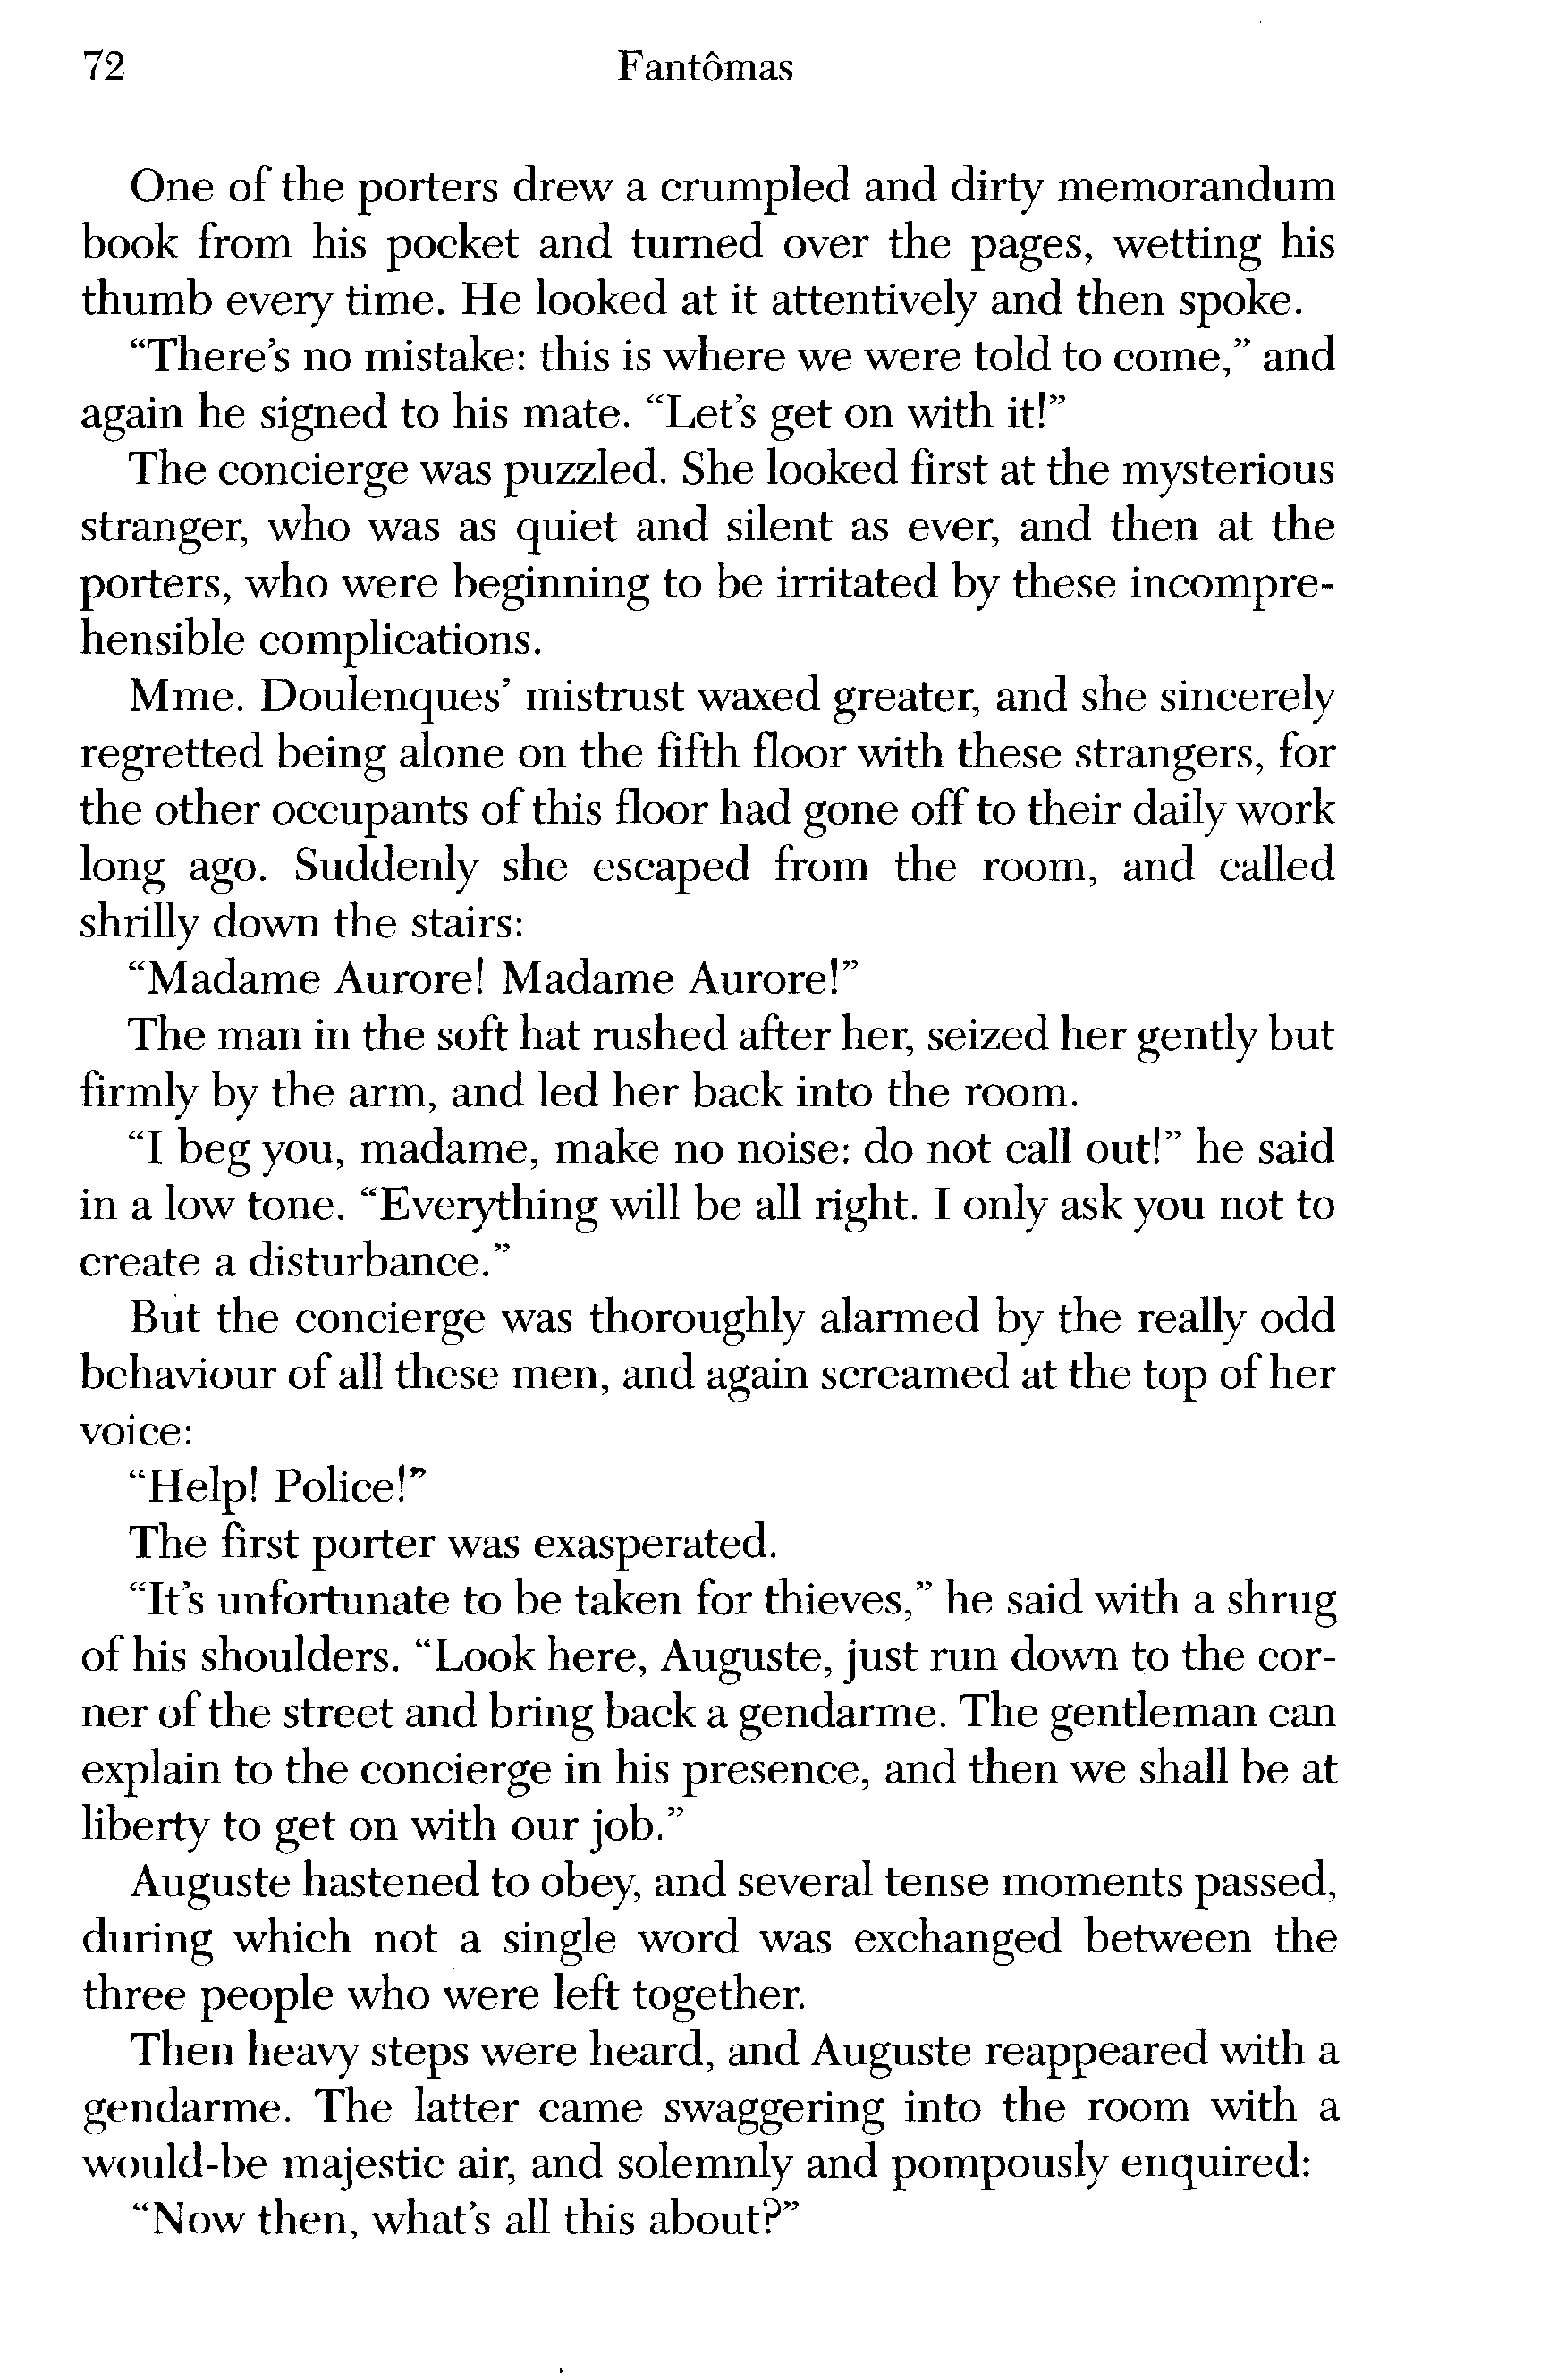 72 Fantômas
One of the porters drew a crumpled and dirty memorandum
book from his pocket and turned over the pages, wetting his
thumb every time. He looked at it attentively and then spoke.
“There’s no mistake: this is where we were told to come,” and
again he signed to his mate. “Let’s get on with it!”
The concierge was puzzled. She looked first at the mysterious
stranger, who was as quiet and silent as ever, and then at the
porters, who were beginning to be irritated by these incompre-
hensible complications.
Mme. Doulenques’ mistrust waxed greater, and she sincerely
regretted being alone on the fifth floor with these strangers, for
the other occupants of this floor had gone off to their daily work
long ago. Suddenly she escaped from the room, and called
shrilly down the stairs:
“Madame Aurore! Madame Aurore!”
The man in the soft hat rushed after her, seized her gently but
firmly by the arm, and led her back into the room.
“I beg you, madame, make no noise: do not call out!” he said
in a low tone. “Everything will be all right. I only ask you not to
create a disturbance.”
But the concierge was thoroughly alarmed by the really odd
behaviour of all these men, and again screamed at the top of her
voice:
“Help! Police!”
The first porter was exasperated.
“It’s unfortunate to be taken for thieves,” he said with a shrug
of his shoulders. “Look here, Auguste, just run down to the cor-
ner of the street and bring back a gendarme. The gentleman can
explain to the concierge in his presence, and then we shall be at
liberty to get on with our job.”
Auguste hastened to obey, and several tense moments passed,
during which not a single word was exchanged between the
three people who were left together.
Then heavy steps were heard, and Auguste reappeared with a
gendarme. The latter came swaggering into the room with a
would-be majestic air, and solemnly and pompously enquired:
“Now then, what’s all this about?”